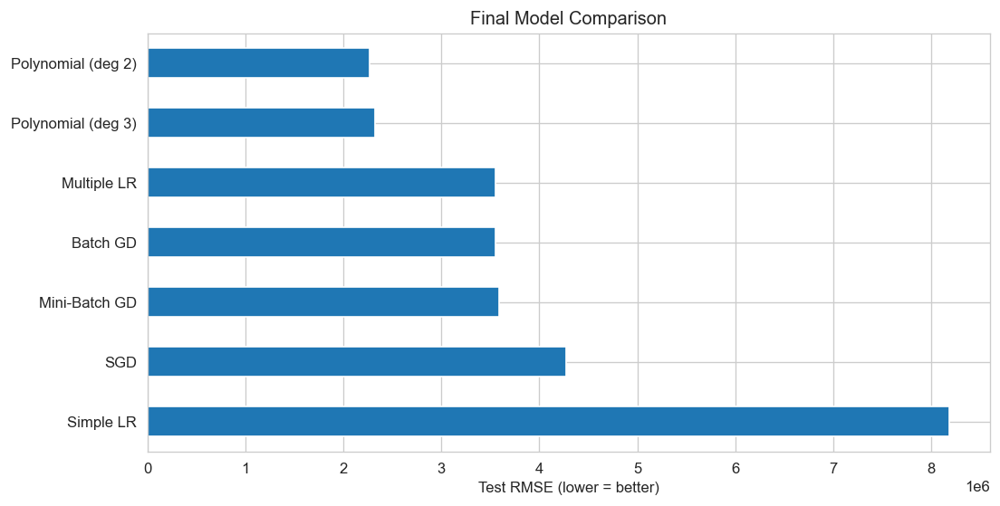 Final Model Comparison
Polynomial (deg 2)
Polynomial (deg 3)
Multiple LR
Batch GD
Mini-Batch GD
SGD
Simple LR
0 1 2 3 4 5 6 7 8
1e6
Test RMSE (lower = better)